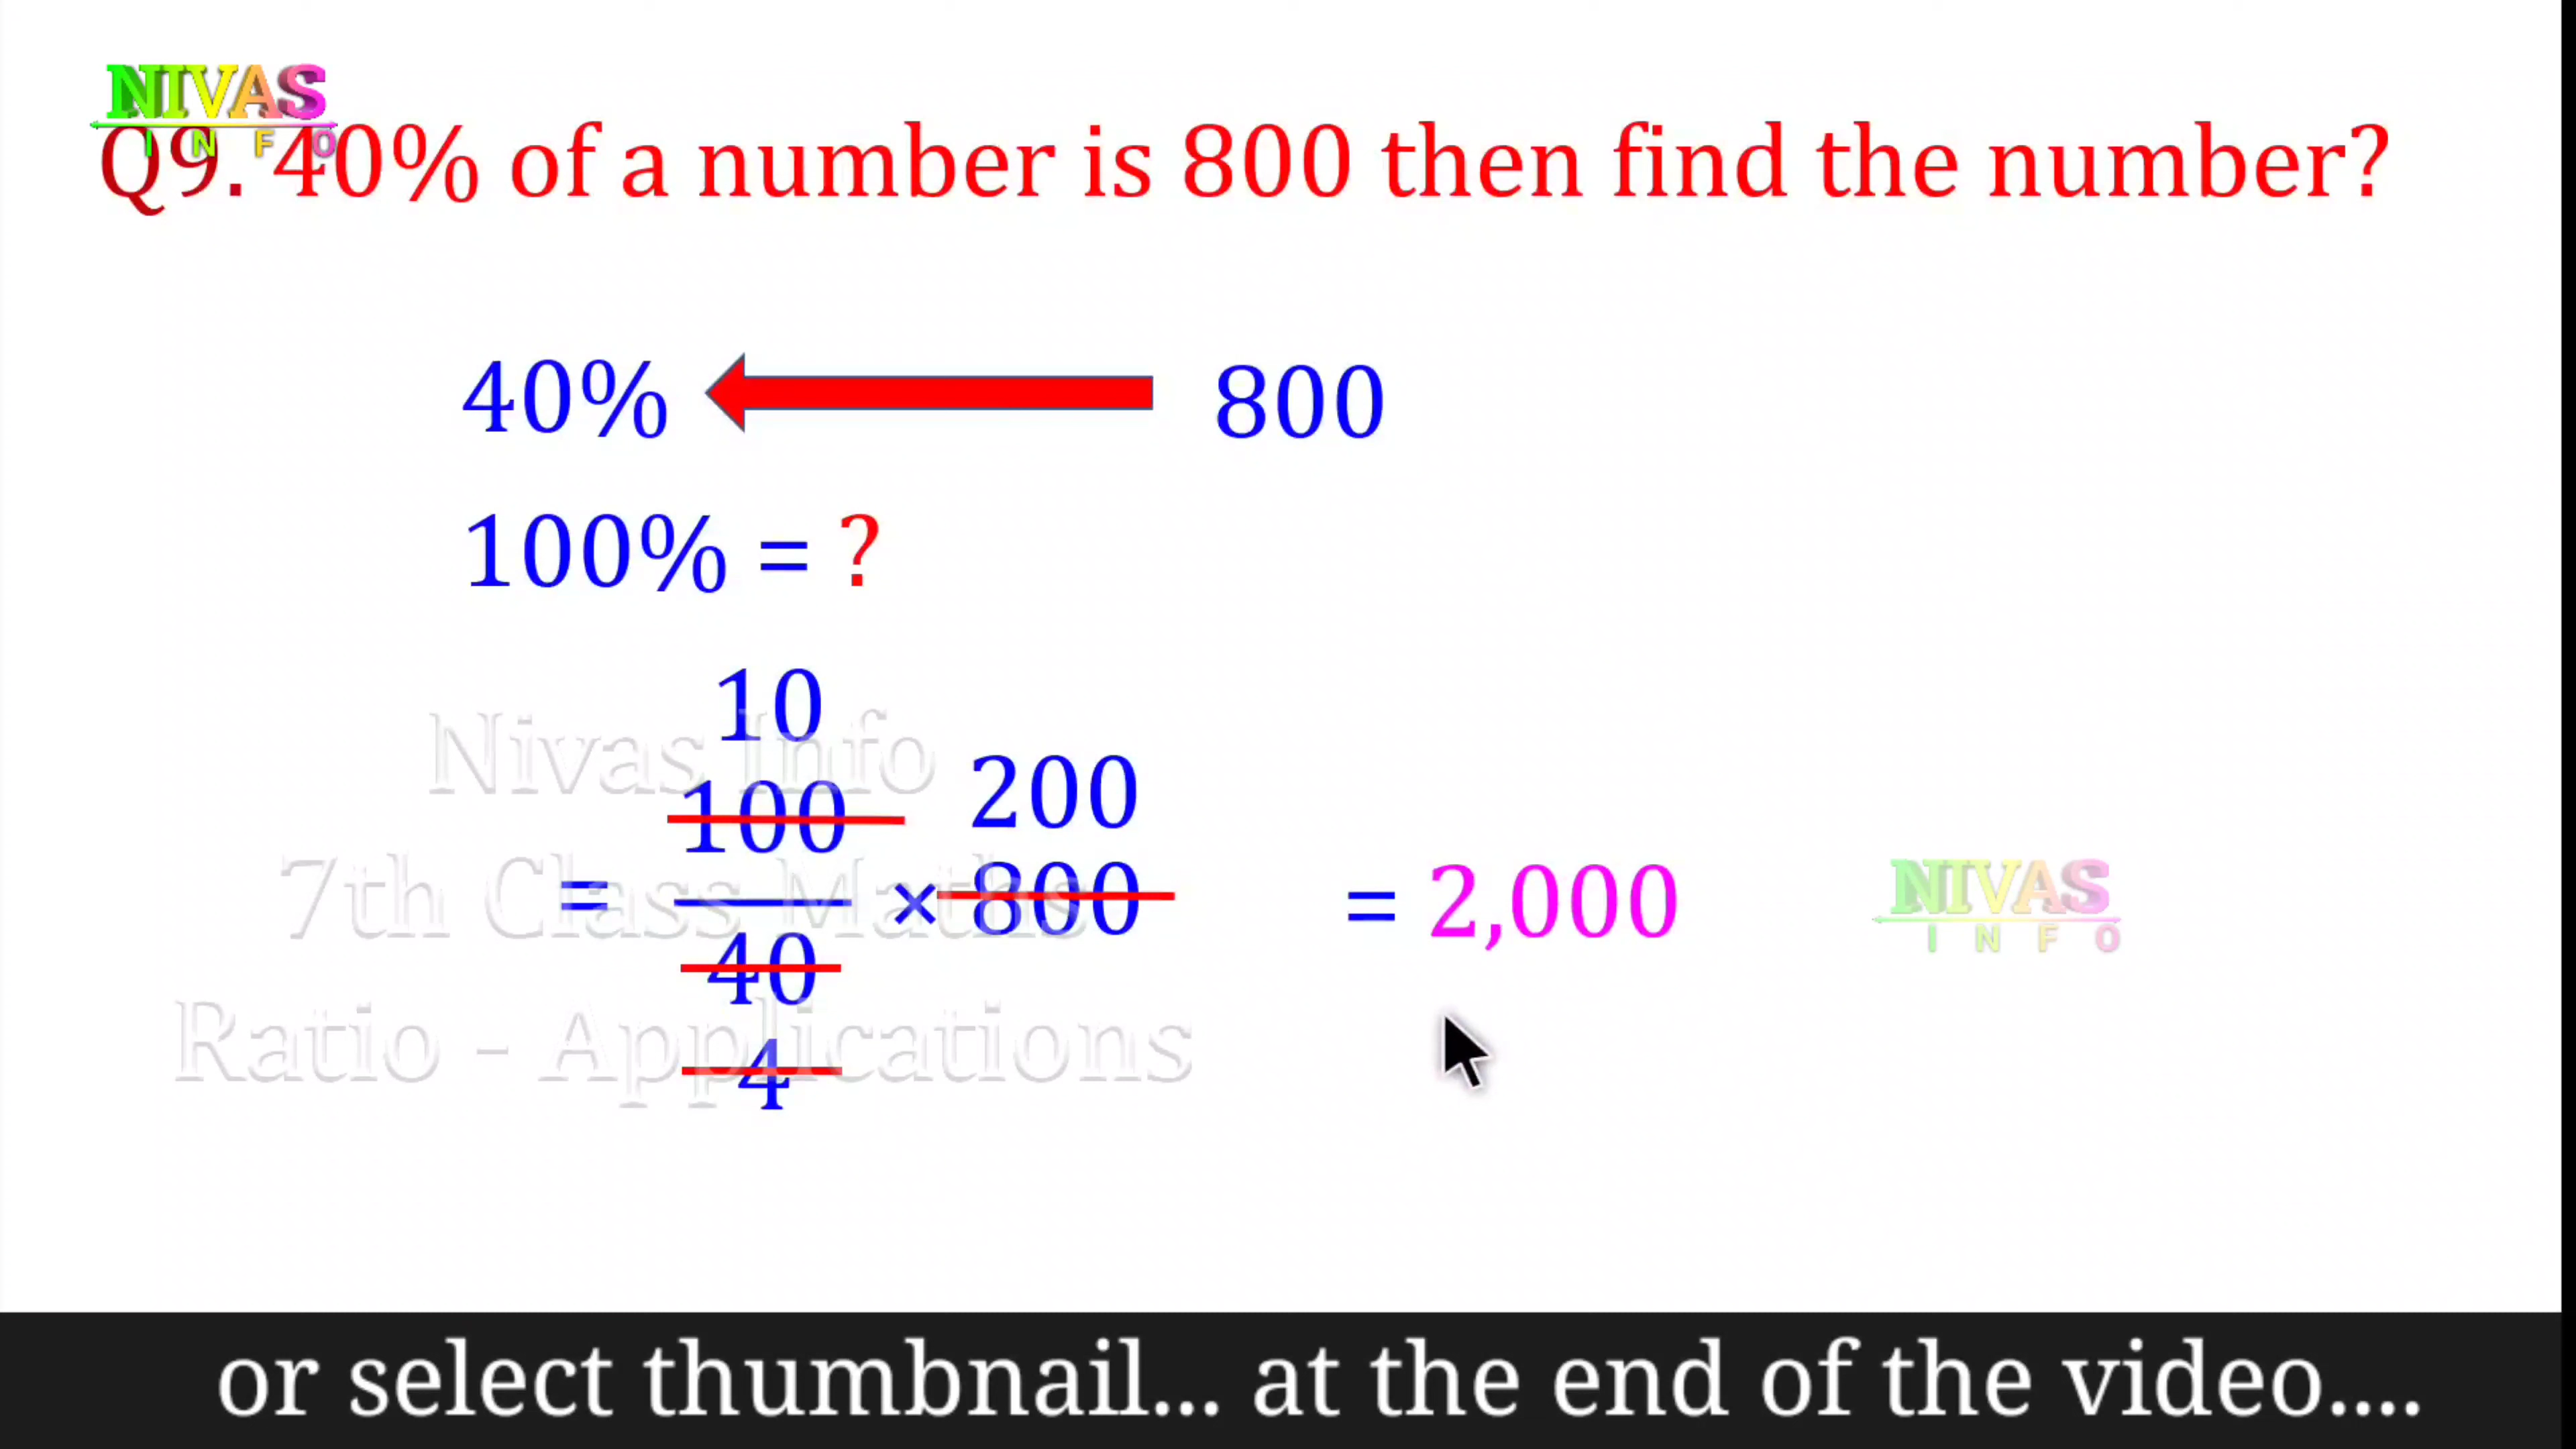 NIVAS
INFO
Q9. 40% of a number is 800 then find the number?
40% 800
100% = ?
10
200
100
= × 800 = 2,000
40
4
Nivas Info
7th Class Maths
Ratio - Applications
NIVAS
INFO
or select thumbnail... at the end of the video....